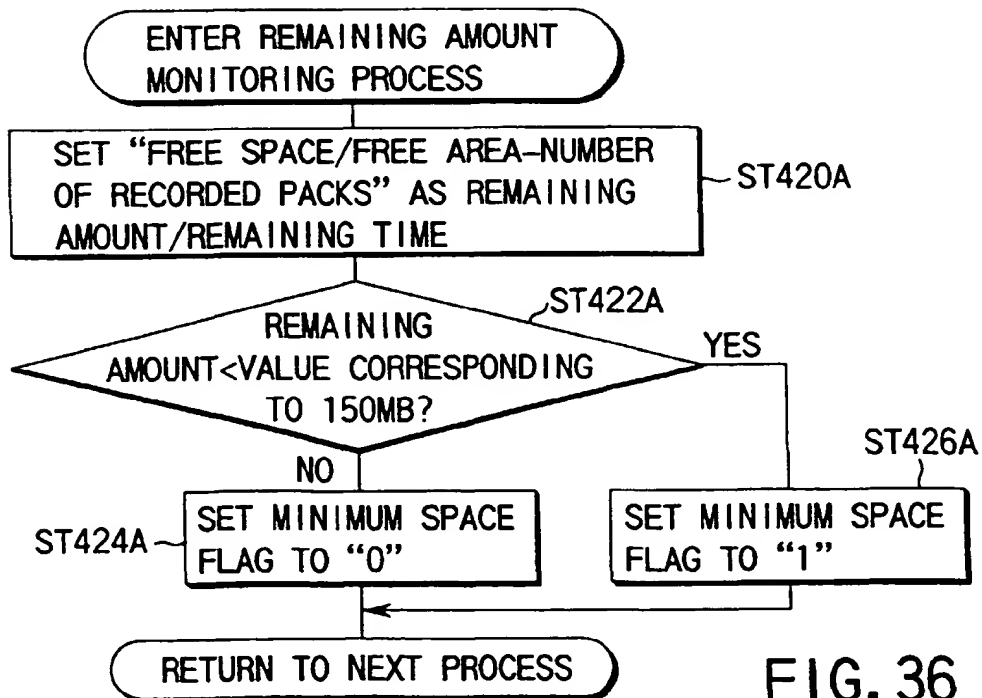 ENTER REMAINING AMOUNT
MONITORING PROCESS
SET “FREE SPACE/FREE AREA–NUMBER
OF RECORDED PACKS” AS REMAINING
AMOUNT/REMAINING TIME
ST420A
ST422A
REMAINING
AMOUNT<VALUE CORRESPONDING
TO 150MB?
YES
NO
ST426A
ST424A
SET MINIMUM SPACE
FLAG TO “0”
SET MINIMUM SPACE
FLAG TO “1”
RETURN TO NEXT PROCESS
FIG. 36